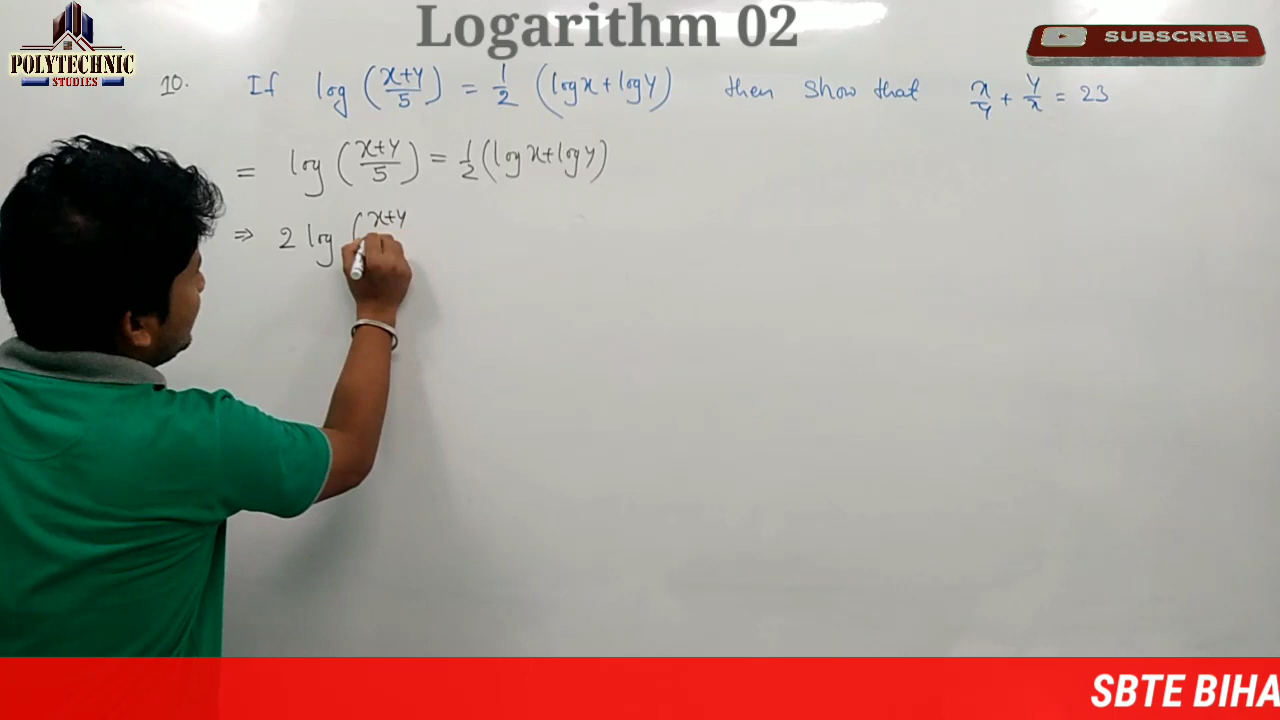 Logarithm 02
POLYTECHNIC
STUDIES
SUBSCRIBE
10. If log (x+y/5) = 1/2 (log x + log y) then show that x/y + y/x = 23
= log (x+y/5) = 1/2 (log x + log y)
⇒ 2 log (x+y
SBTE BIHA